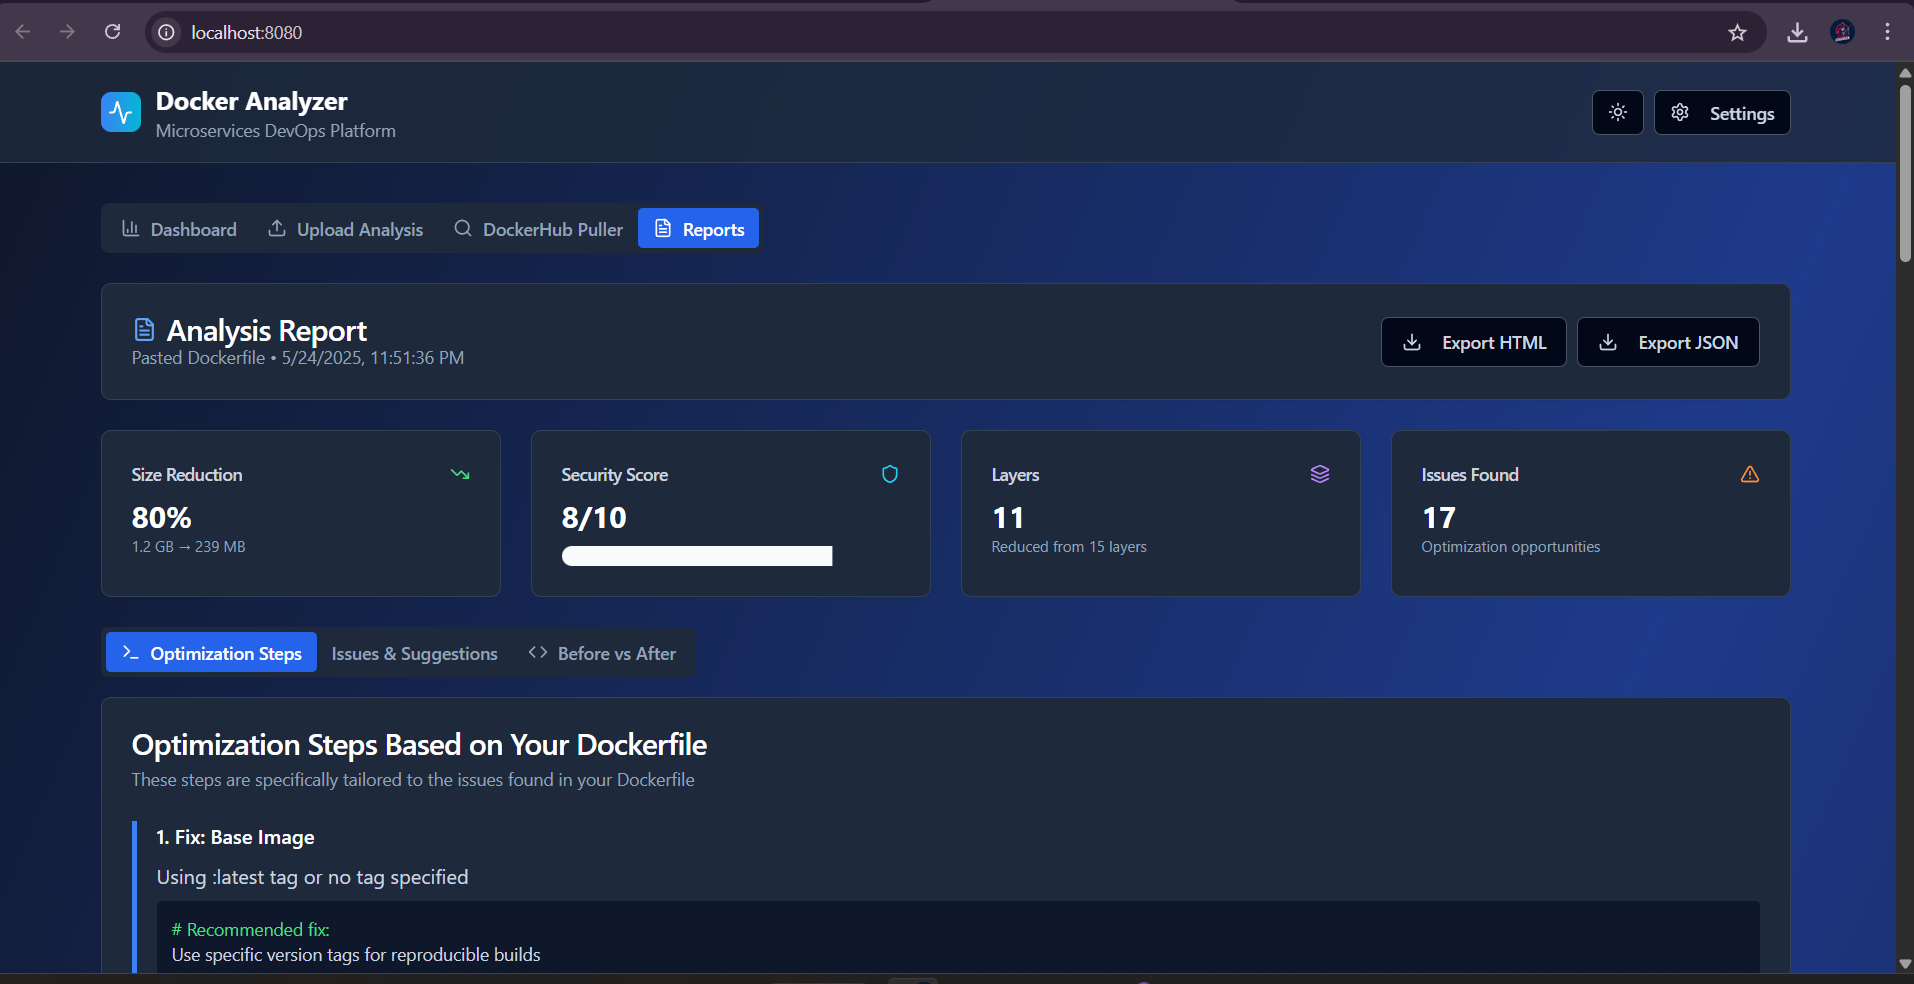 localhost:8080
Docker Analyzer
Microservices DevOps Platform
Settings
Dashboard
Upload Analysis
DockerHub Puller
Reports
Analysis Report
Pasted Dockerfile • 5/24/2025, 11:51:36 PM
Export HTML
Export JSON
Size Reduction
80%
1.2 GB → 239 MB
Security Score
8/10
Layers
11
Reduced from 15 layers
Issues Found
17
Optimization opportunities
Optimization Steps
Issues & Suggestions
Before vs After
Optimization Steps Based on Your Dockerfile
These steps are specifically tailored to the issues found in your Dockerfile
1. Fix: Base Image
Using :latest tag or no tag specified
# Recommended fix:
Use specific version tags for reproducible builds